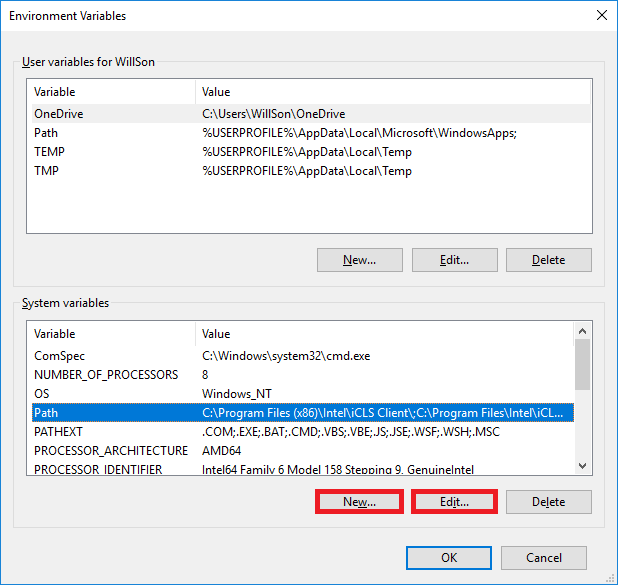 Environment Variables
User variables for WillSon
Variable Value
OneDrive C:\Users\WillSon\OneDrive
Path %USERPROFILE%\AppData\Local\Microsoft\WindowsApps;
TEMP %USERPROFILE%\AppData\Local\Temp
TMP %USERPROFILE%\AppData\Local\Temp
New... Edit... Delete
System variables
Variable Value
ComSpec C:\Windows\system32\cmd.exe
NUMBER_OF_PROCESSORS 8
OS Windows_NT
Path C:\Program Files (x86)\Intel\iCLS Client\;C:\Program Files\Intel\iCL...
PATHEXT .COM;.EXE;.BAT;.CMD;.VBS;.VBE;.JS;.JSE;.WSF;.WSH;.MSC
PROCESSOR_ARCHITECTURE AMD64
PROCESSOR_IDENTIFIER Intel64 Family 6 Model 158 Stepping 9, GenuineIntel
New... Edit... Delete
OK Cancel